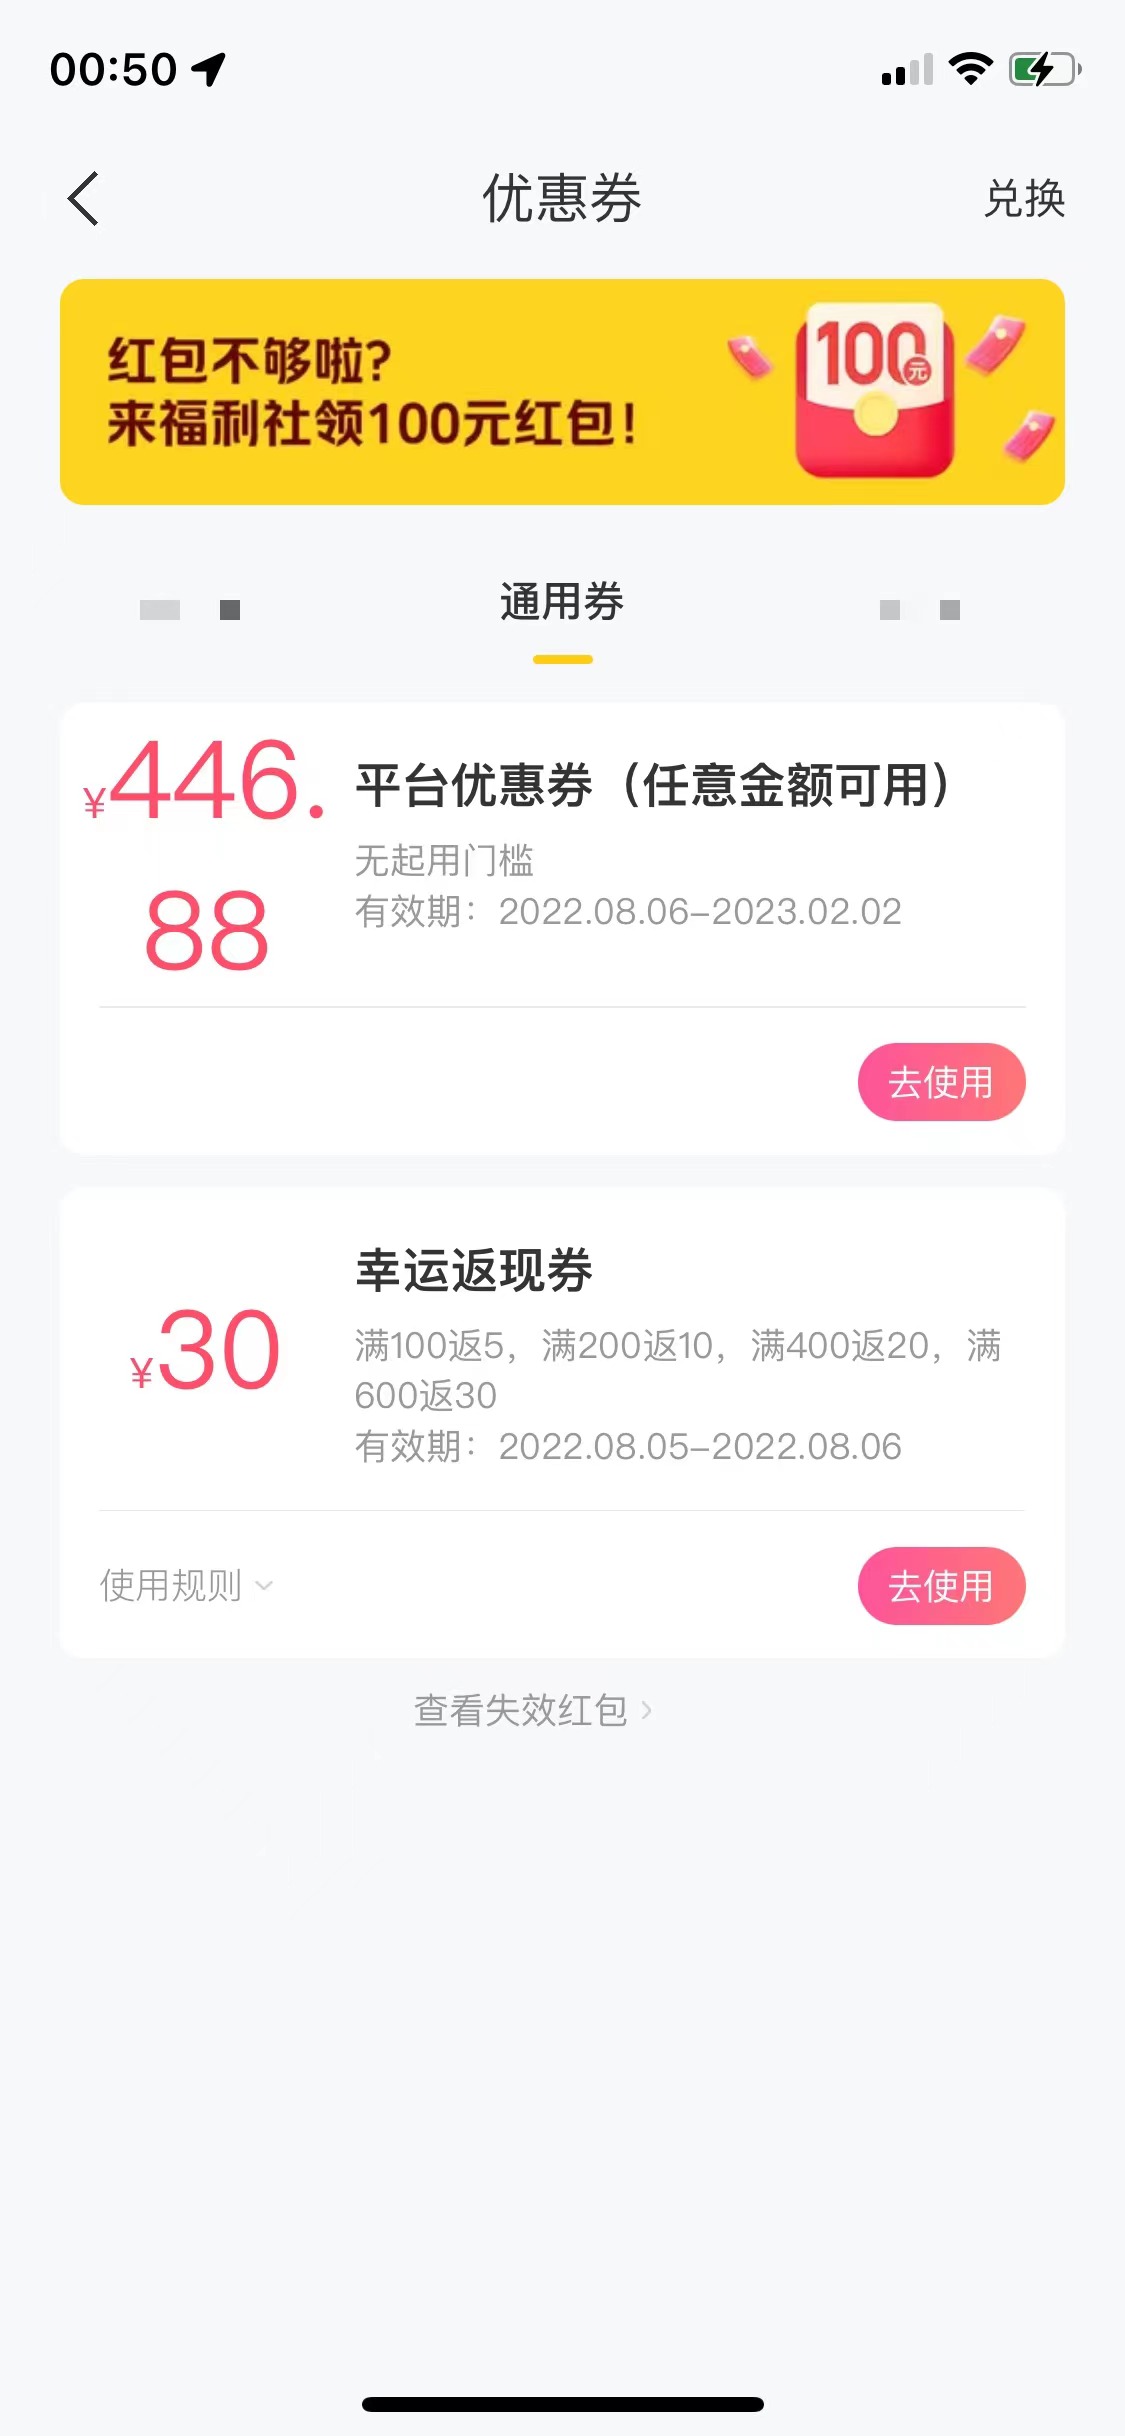 00:50
优惠券
兑换
红包不够啦?
来福利社领100元红包!
100
元
通用券
¥446.
88
平台优惠券（任意金额可用）
无起用门槛
有效期：2022.08.06-2023.02.02
去使用
¥30
幸运返现券
满100返5，满200返10，满400返20，满
600返30
有效期：2022.08.05-2022.08.06
使用规则
去使用
查看失效红包